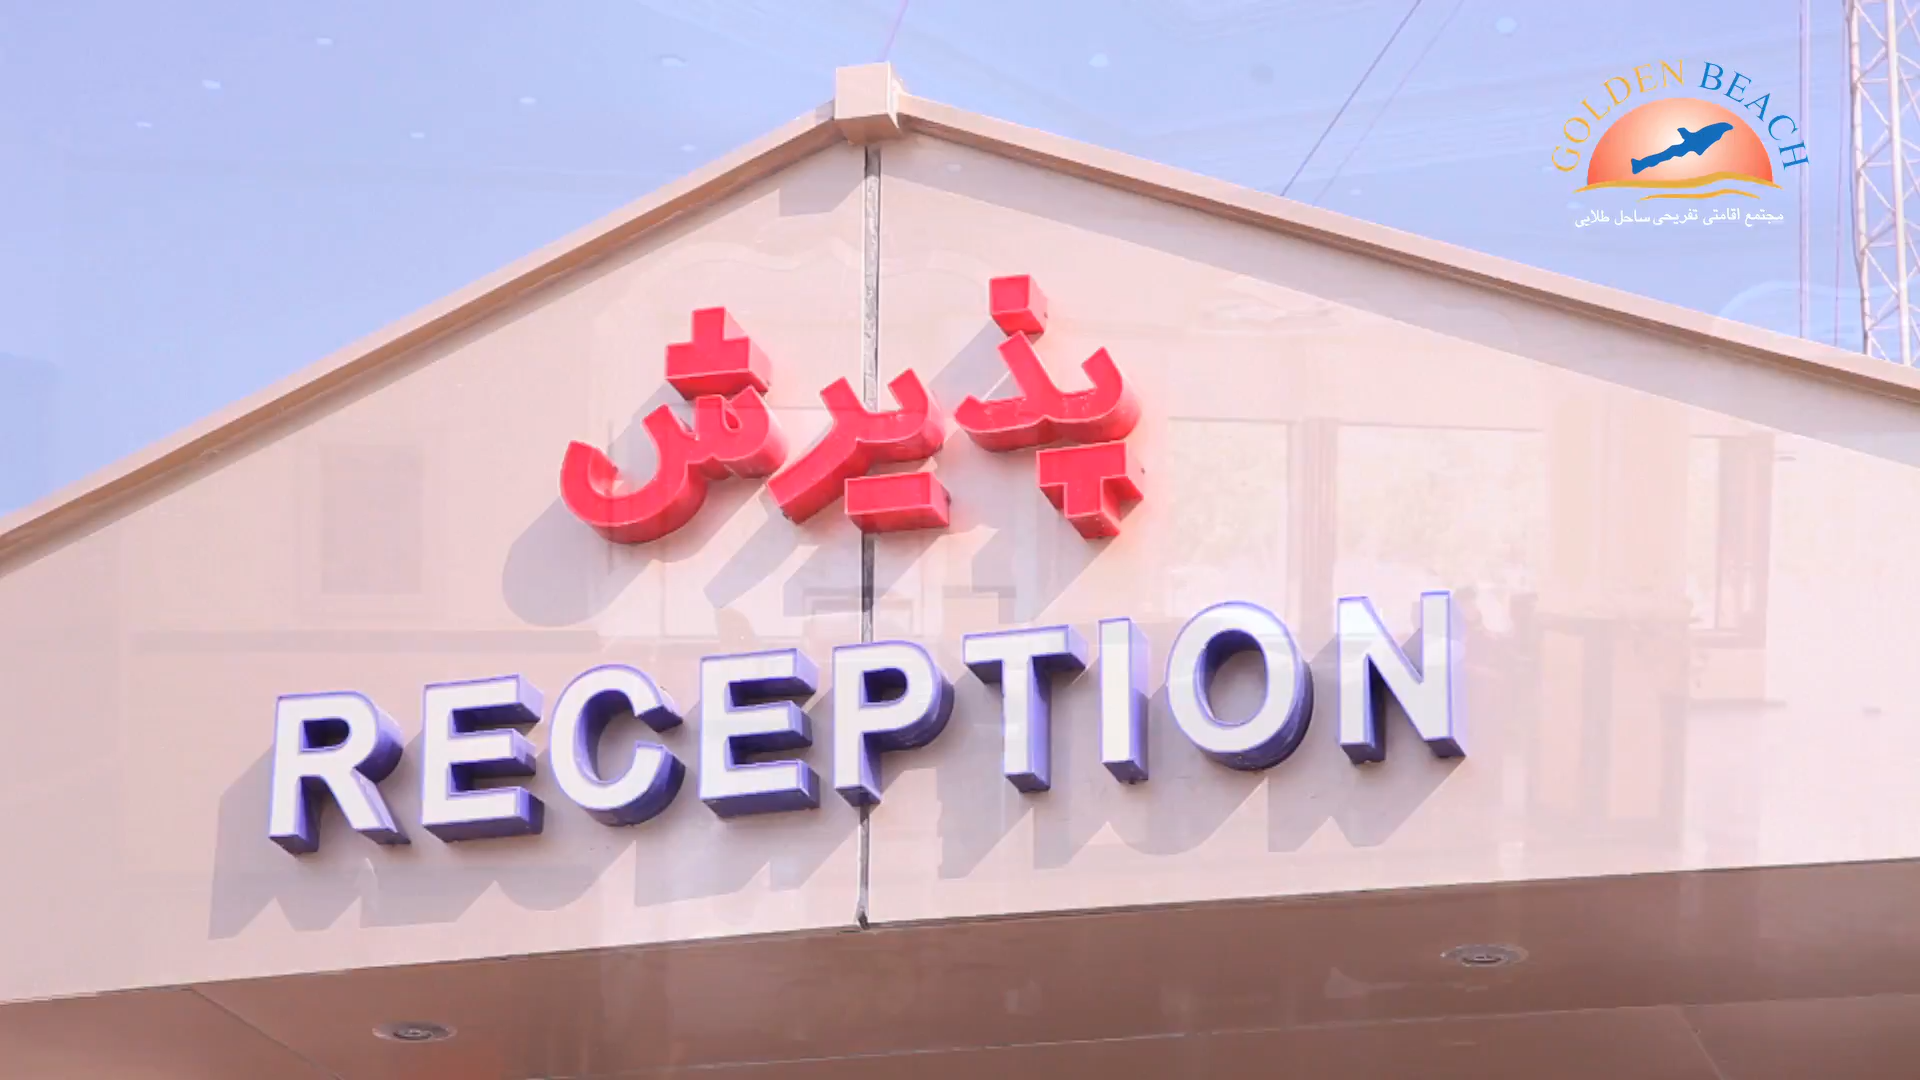 GOLDEN BEACH
مجتمع اقامتی تفریحی ساحل طلایی
پذیرش
RECEPTION